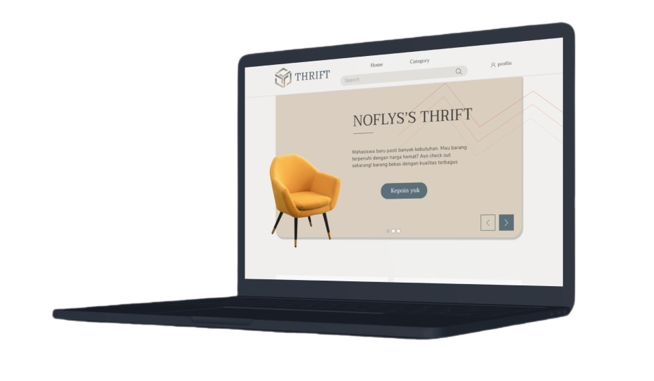 THRIFT
Home
Category
profile
Search
NOFLYS'S THRIFT
Mahasiswa baru pasti banyak kebutuhan. Mau barang
terpenuhi dengan harga hemat? Ayo check out
sekarang! barang bekas dengan kualitas terbagus
Kepoin yuk